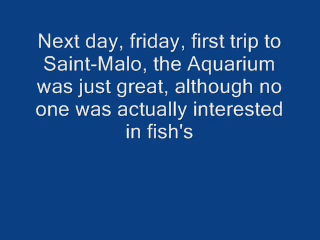 Next day, friday, first trip to
Saint-Malo, the Aquarium
was just great, although no
one was actually interested
in fish's